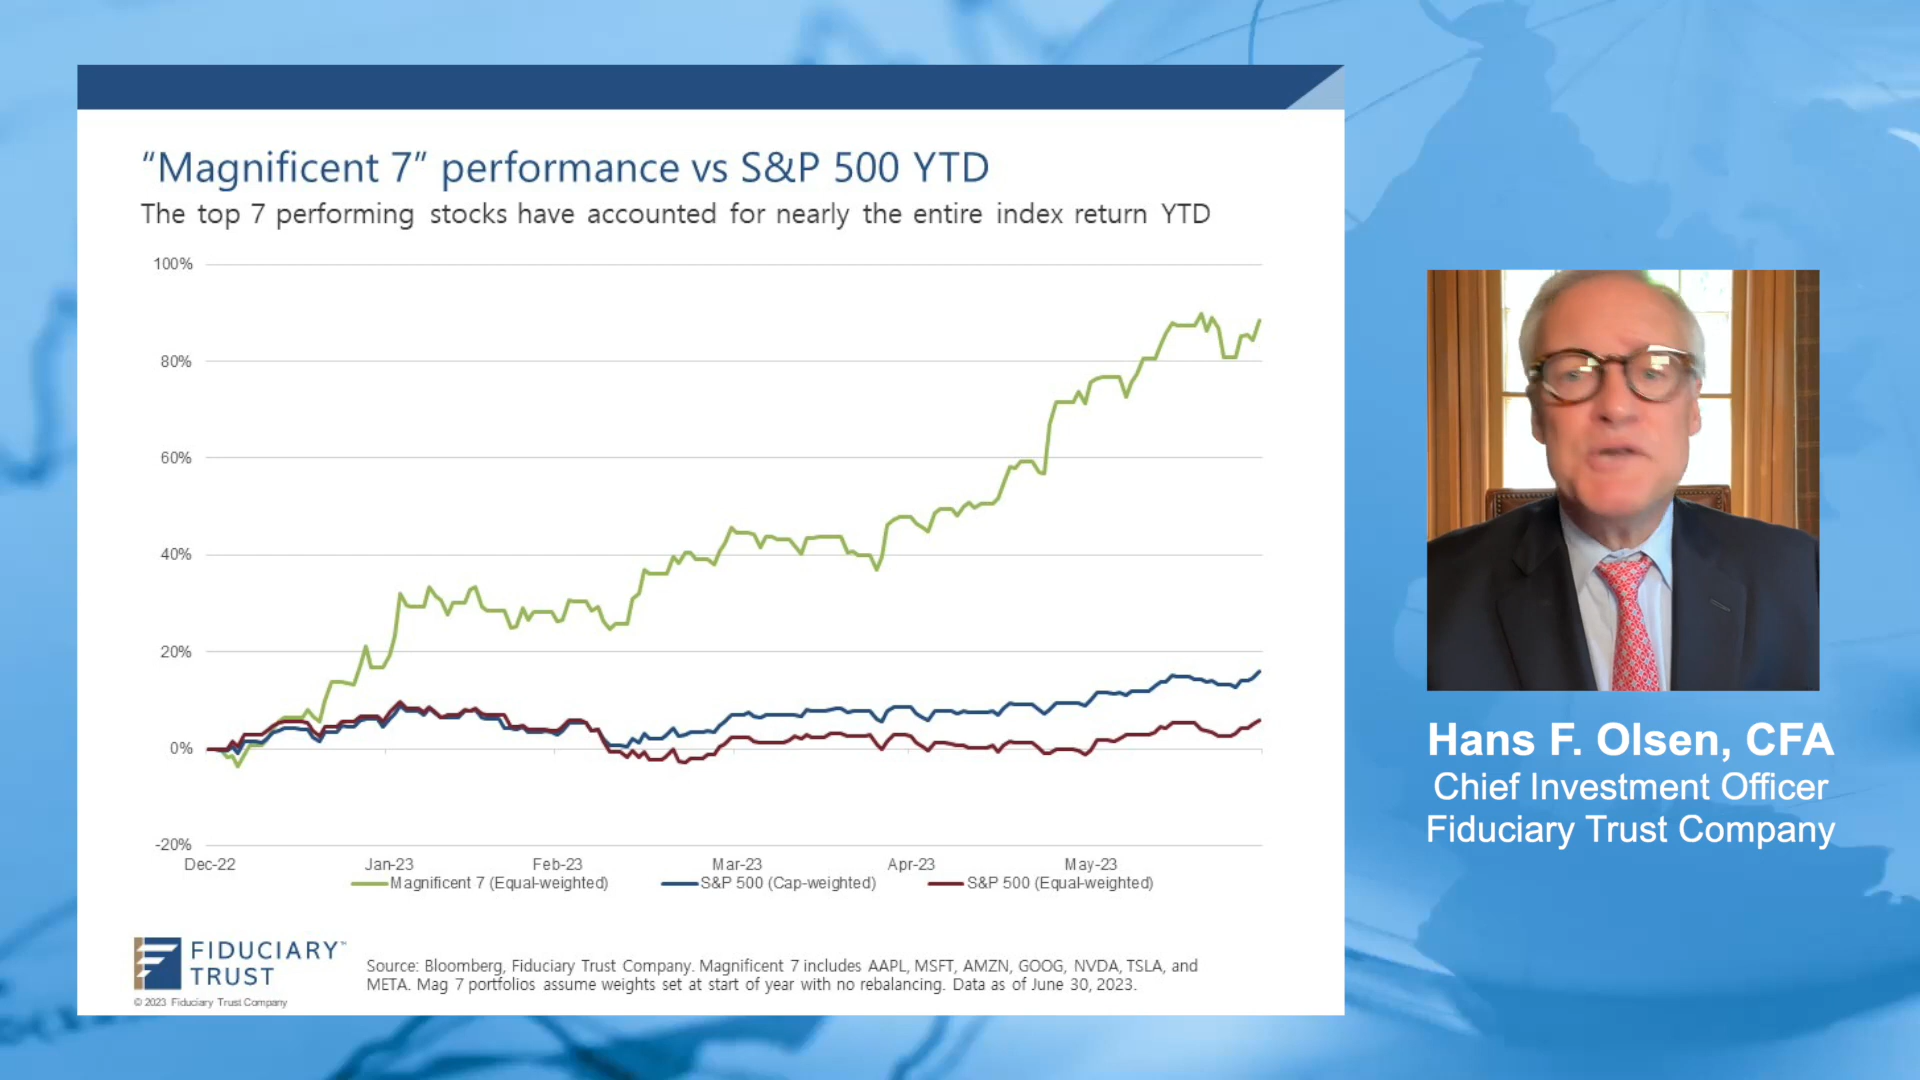 “Magnificent 7” performance vs S&P 500 YTD
The top 7 performing stocks have accounted for nearly the entire index return YTD
100%
80%
60%
40%
20%
0%
-20%
Dec-22 Jan-23 Feb-23 Mar-23 Apr-23 May-23
Magnificent 7 (Equal-weighted) S&P 500 (Cap-weighted) S&P 500 (Equal-weighted)
FIDUCIARY™
TRUST
© 2023 Fiduciary Trust Company
Source: Bloomberg, Fiduciary Trust Company. Magnificent 7 includes AAPL, MSFT, AMZN, GOOG, NVDA, TSLA, and
META. Mag 7 portfolios assume weights set at start of year with no rebalancing. Data as of June 30, 2023.
Hans F. Olsen, CFA
Chief Investment Officer
Fiduciary Trust Company